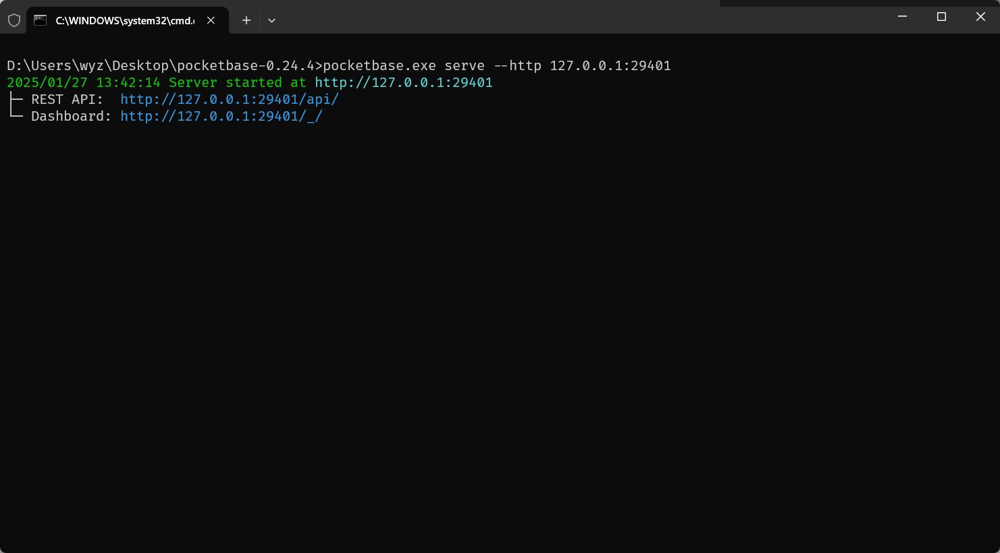 C:\WINDOWS\system32\cmd.
D:\Users\wyz\Desktop\pocketbase-0.24.4>pocketbase.exe serve --http 127.0.0.1:29401
2025/01/27 13:42:14 Server started at http://127.0.0.1:29401
├─ REST API:  http://127.0.0.1:29401/api/
└─ Dashboard: http://127.0.0.1:29401/_/